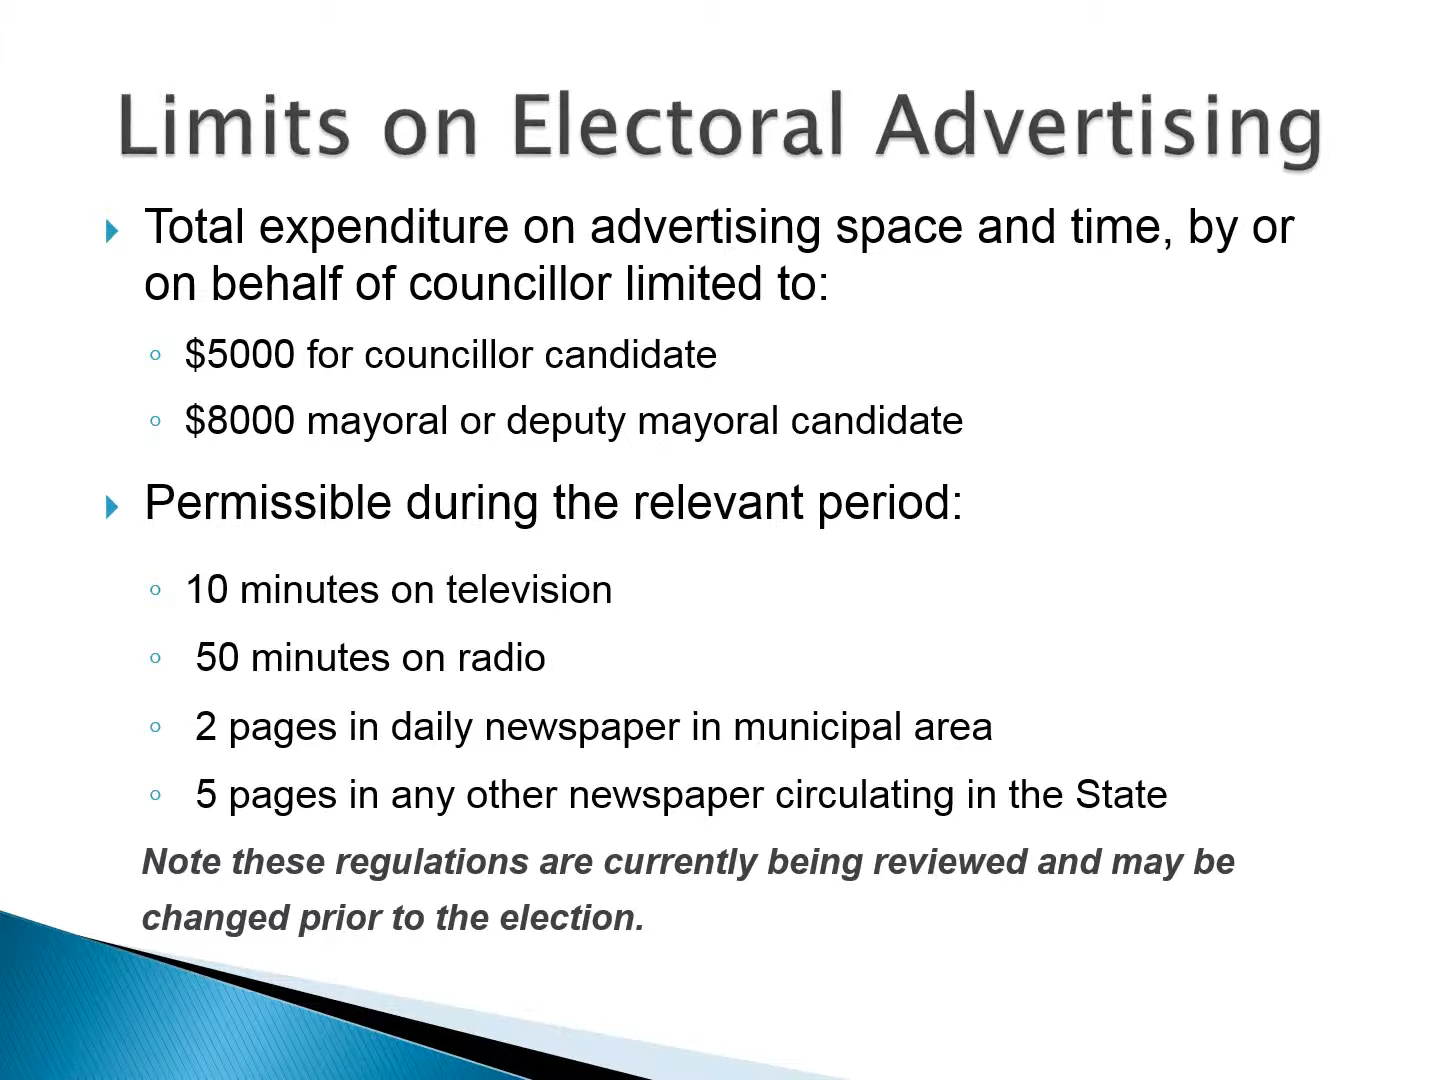 Limits on Electoral Advertising
Total expenditure on advertising space and time, by or
on behalf of councillor limited to:
$5000 for councillor candidate
$8000 mayoral or deputy mayoral candidate
Permissible during the relevant period:
10 minutes on television
50 minutes on radio
2 pages in daily newspaper in municipal area
5 pages in any other newspaper circulating in the State
Note these regulations are currently being reviewed and may be
changed prior to the election.